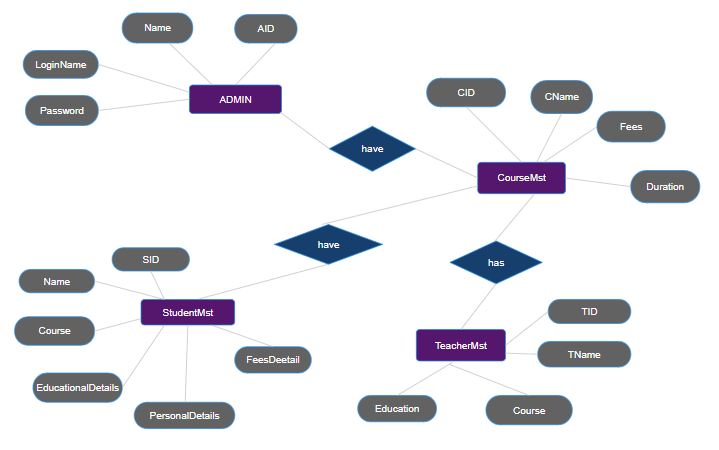 Name
AID
LoginName
ADMIN
Password
CID
CName
Fees
have
CourseMst
Duration
have
SID
has
Name
StudentMst
TID
Course
TeacherMst
TName
FeesDeetail
EducationalDetails
Education
Course
PersonalDetails